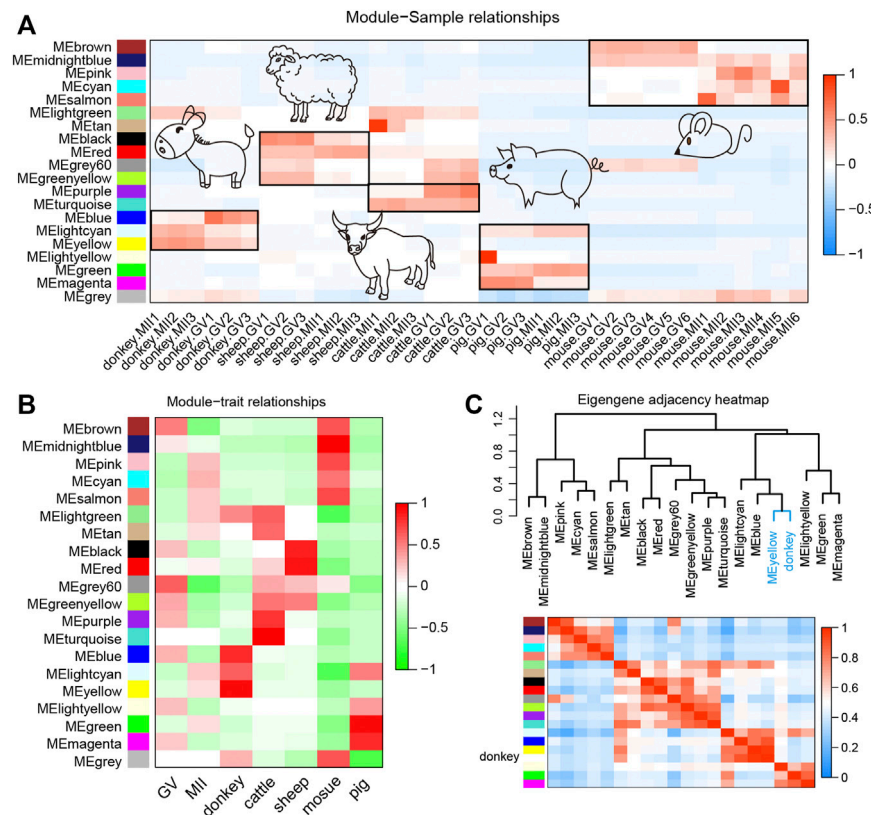 A
Module−Sample relationships
MEbrown
MEmidnightblue
MEpink
MEcyan
MEsalmon
MElightgreen
MEtan
MEblack
MEred
MEgrey60
MEgreenyellow
MEpurple
MEturquoise
MEblue
MElightcyan
MEyellow
MElightyellow
MEgreen
MEmagenta
MEgrey
1
0.5
0
−0.5
−1
donkey.MII1
donkey.MII2
donkey.MII3
donkey.GV1
donkey.GV2
donkey.GV3
sheep.GV1
sheep.GV2
sheep.GV3
sheep.MII1
sheep.MII2
sheep.MII3
cattle.MII1
cattle.MII2
cattle.MII3
cattle.GV1
cattle.GV2
cattle.GV3
pig.GV1
pig.GV2
pig.GV3
pig.MII1
pig.MII2
pig.MII3
mouse.GV1
mouse.GV2
mouse.GV3
mouse.GV4
mouse.GV5
mouse.GV6
mouse.MII1
mouse.MII2
mouse.MII3
mouse.MII4
mouse.MII5
mouse.MII6
B
Module−trait relationships
MEbrown
MEmidnightblue
MEpink
MEcyan
MEsalmon
MElightgreen
MEtan
MEblack
MEred
MEgrey60
MEgreenyellow
MEpurple
MEturquoise
MEblue
MElightcyan
MEyellow
MElightyellow
MEgreen
MEmagenta
MEgrey
1
0.5
0
−0.5
−1
GV
MII
donkey
cattle
sheep
mosue
pig
C
Eigengene adjacency heatmap
1.2
0.8
0.4
0.0
MEbrown
MEmidnightblue
MEpink
MEcyan
MEsalmon
MElightgreen
MEtan
MEblack
MEred
MEgrey60
MEgreenyellow
MEpurple
MEturquoise
MElightcyan
MEblue
MEyellow
donkey
MElightyellow
MEgreen
MEmagenta
donkey
1
0.8
0.6
0.4
0.2
0